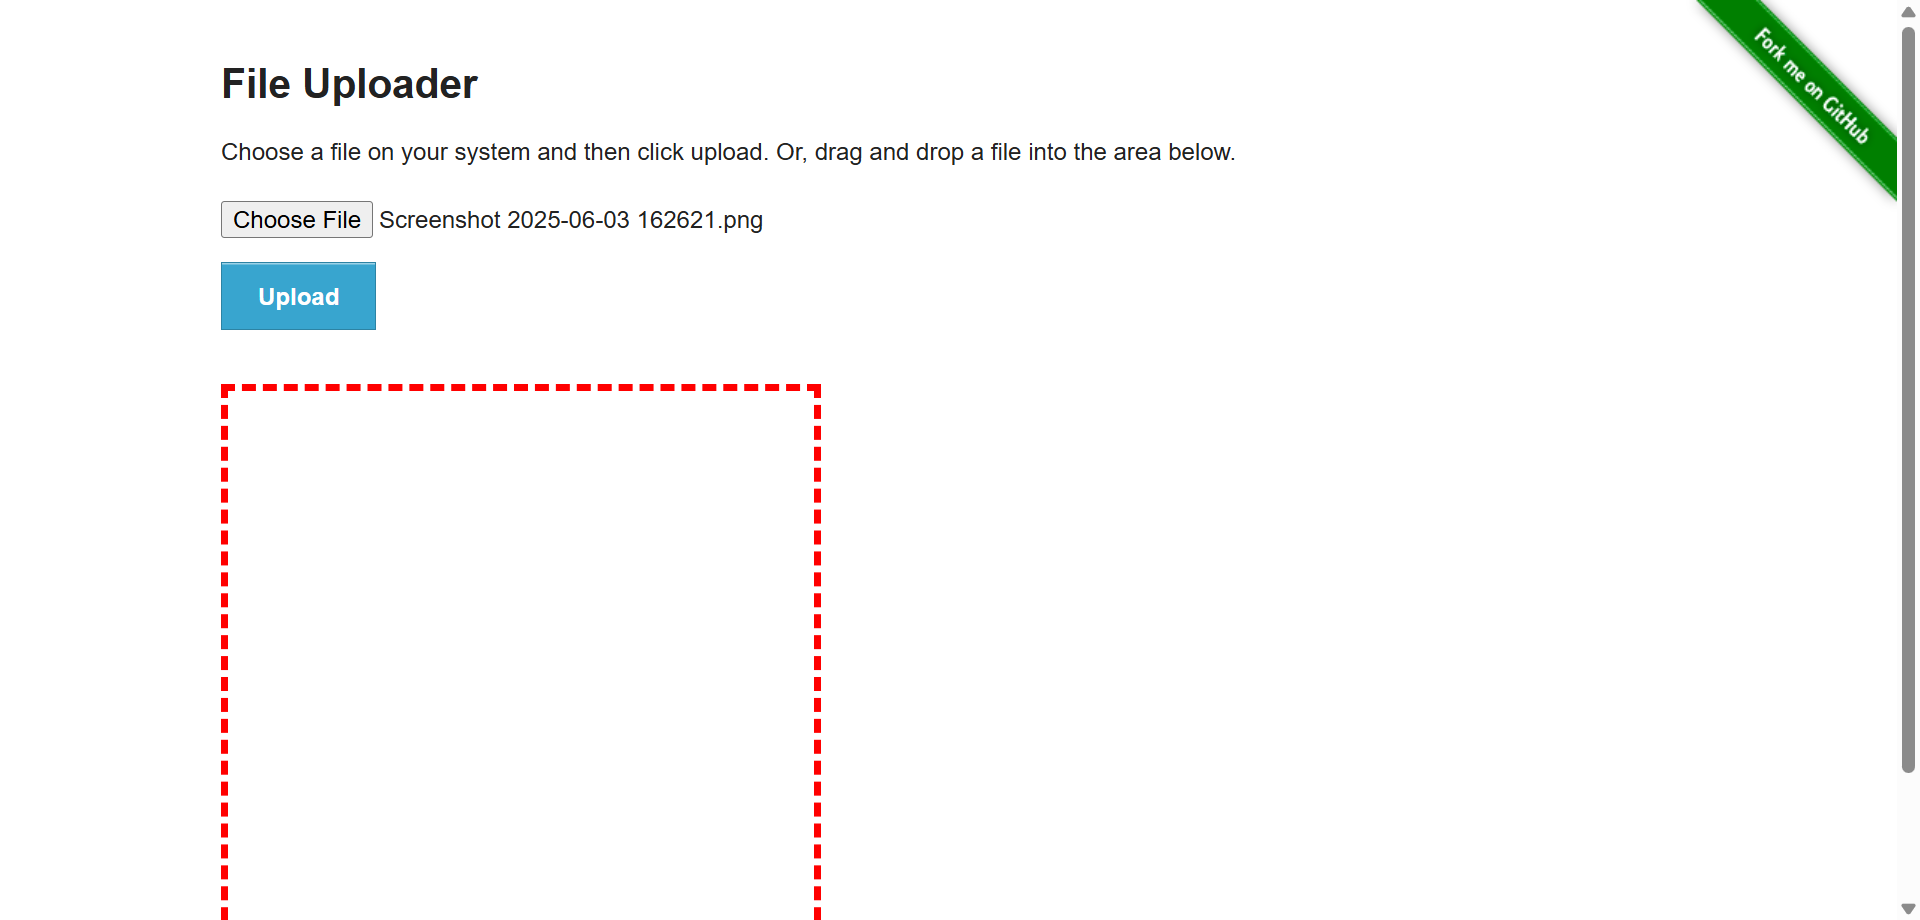 File Uploader
Choose a file on your system and then click upload. Or, drag and drop a file into the area below.
Choose File Screenshot 2025-06-03 162621.png
Upload
Fork me on GitHub